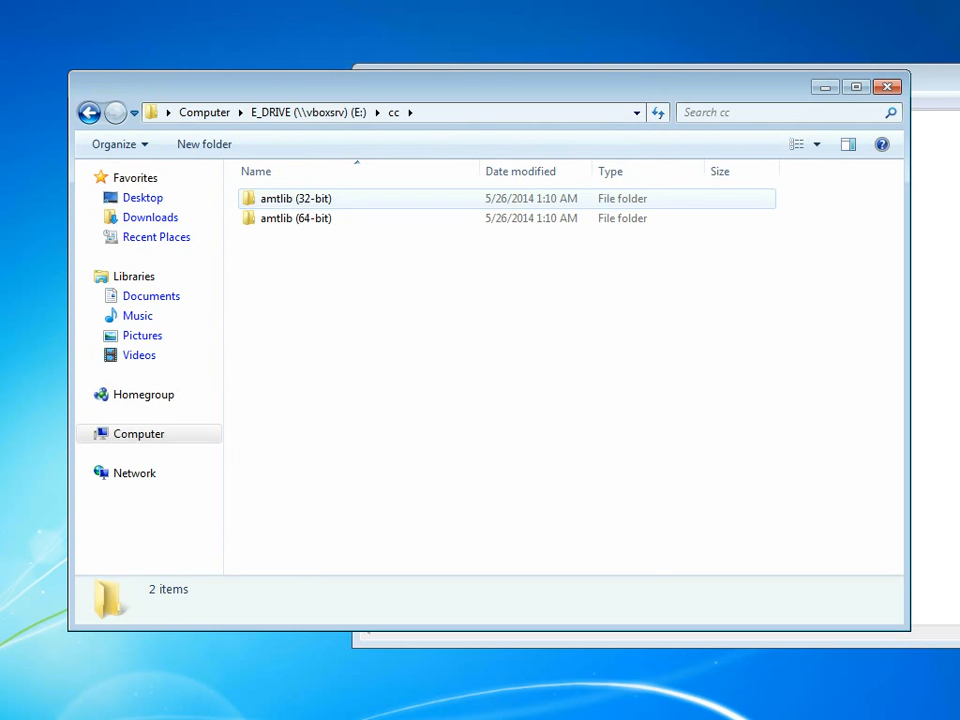 Computer E_DRIVE (\\vboxsrv) (E:) cc Search cc
Organize New folder
Name Date modified Type Size
Favorites
Desktop
Downloads
Recent Places
Libraries
Documents
Music
Pictures
Videos
Homegroup
Computer
Network
amtlib (32-bit) 5/26/2014 1:10 AM File folder
amtlib (64-bit) 5/26/2014 1:10 AM File folder
2 items